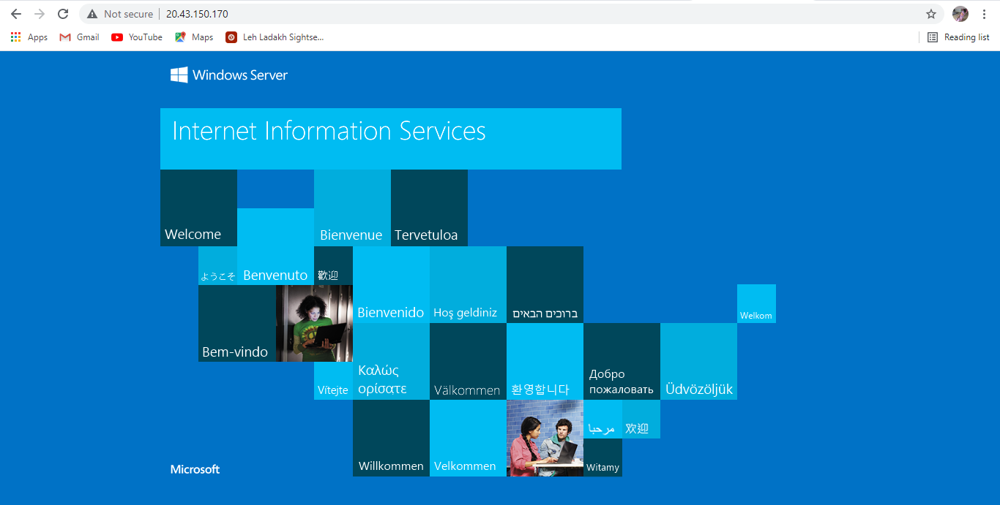 Not secure
20.43.150.170
Apps
Gmail
YouTube
Maps
Leh Ladakh Sightse...
Reading list
Windows Server
Internet Information Services
Welcome
Bienvenue
Tervetuloa
ようこそ
Benvenuto
歡迎
Bienvenido
Hoş geldiniz
ברוכים הבאים
Welkom
Bem-vindo
Vítejte
Καλώς
ορίσατε
Välkommen
환영합니다
Добро
пожаловать
Üdvözöljük
Willkommen
Velkommen
مرحبا
欢迎
Witamy
Microsoft